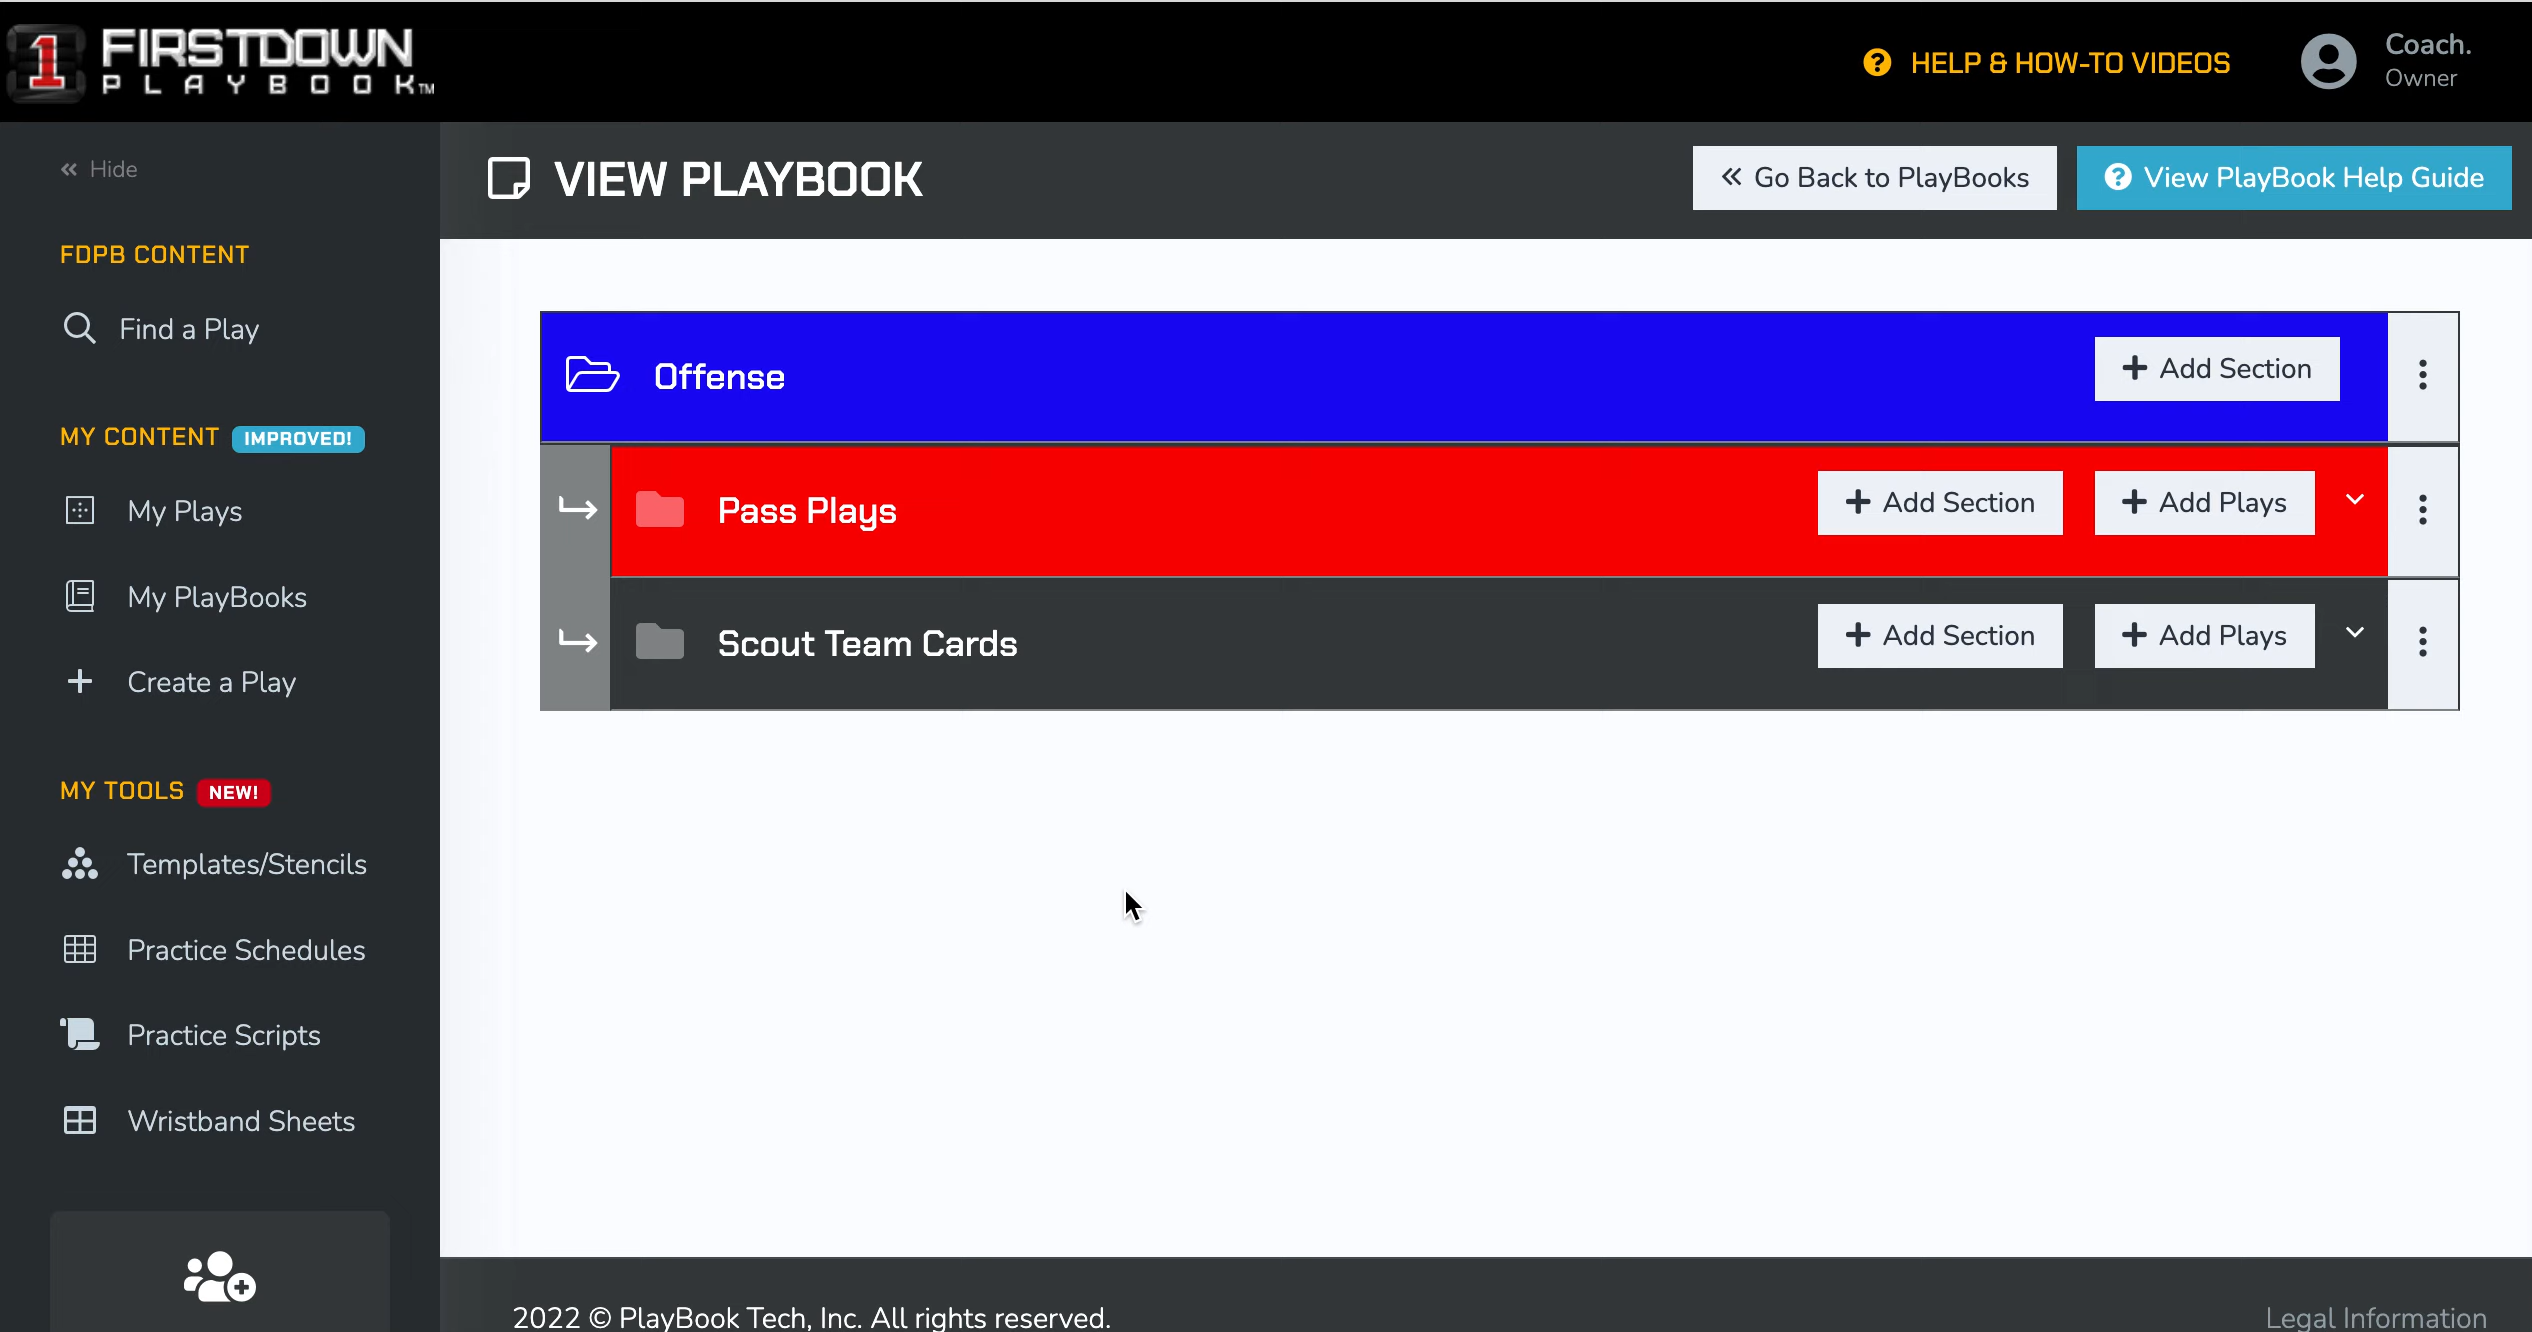 1 FIRSTDOWN
PLAYBOOK™
HELP & HOW-TO VIDEOS
Coach.
Owner
Hide
VIEW PLAYBOOK
Go Back to PlayBooks
View PlayBook Help Guide
FDPB CONTENT
Find a Play
MY CONTENT IMPROVED!
My Plays
My PlayBooks
Create a Play
MY TOOLS NEW!
Templates/Stencils
Practice Schedules
Practice Scripts
Wristband Sheets
Offense
Add Section
Pass Plays
Add Section
Add Plays
Scout Team Cards
Add Section
Add Plays
2022 © PlayBook Tech, Inc. All rights reserved.
Legal Information